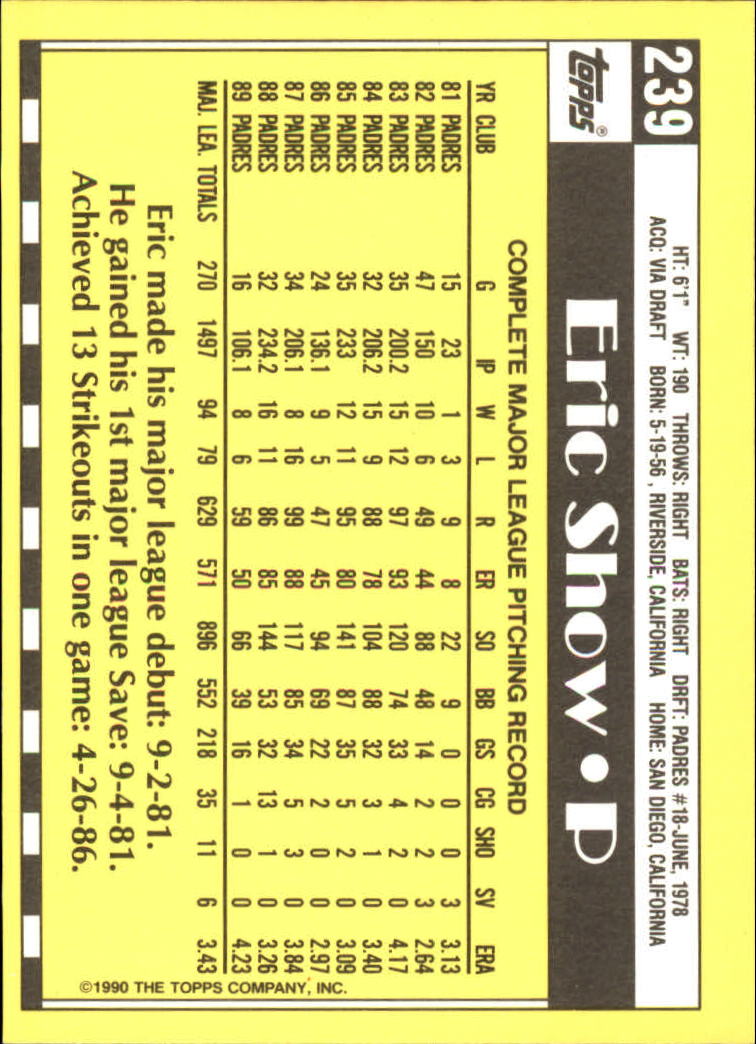 239
HT: 6'1" WT: 190 THROWS: RIGHT BATS: RIGHT DRFT: PADRES #18-JUNE, 1978
ACQ: VIA DRAFT BORN: 5-19-56, RIVERSIDE, CALIFORNIA HOME: SAN DIEGO, CALIFORNIA
topps®
Eric Show • P
COMPLETE MAJOR LEAGUE PITCHING RECORD
YR CLUB G IP W L R ER SO BB GS CG SHO SV ERA
81 PADRES 15 23 1 3 9 8 22 9 0 0 0 3 3.13
82 PADRES 47 150 10 6 49 44 88 48 14 2 2 3 2.64
83 PADRES 35 200.2 15 12 97 93 120 74 33 4 2 0 4.17
84 PADRES 32 206.2 15 9 88 78 104 88 32 3 1 0 3.40
85 PADRES 35 233 12 11 95 80 141 87 35 5 2 0 3.09
86 PADRES 24 136.1 9 5 47 45 94 69 22 2 0 0 2.97
87 PADRES 34 206.1 8 16 99 88 117 85 34 5 3 0 3.84
88 PADRES 32 234.2 16 11 86 85 144 53 32 13 1 0 3.26
89 PADRES 16 106.1 8 6 59 50 66 39 16 1 0 0 4.23
MAJ. LEA. TOTALS 270 1497 94 79 629 571 896 552 218 35 11 6 3.43
Eric made his major league debut: 9-2-81.
He gained his 1st major league Save: 9-4-81.
Achieved 13 Strikeouts in one game: 4-26-86.
©1990 THE TOPPS COMPANY, INC.